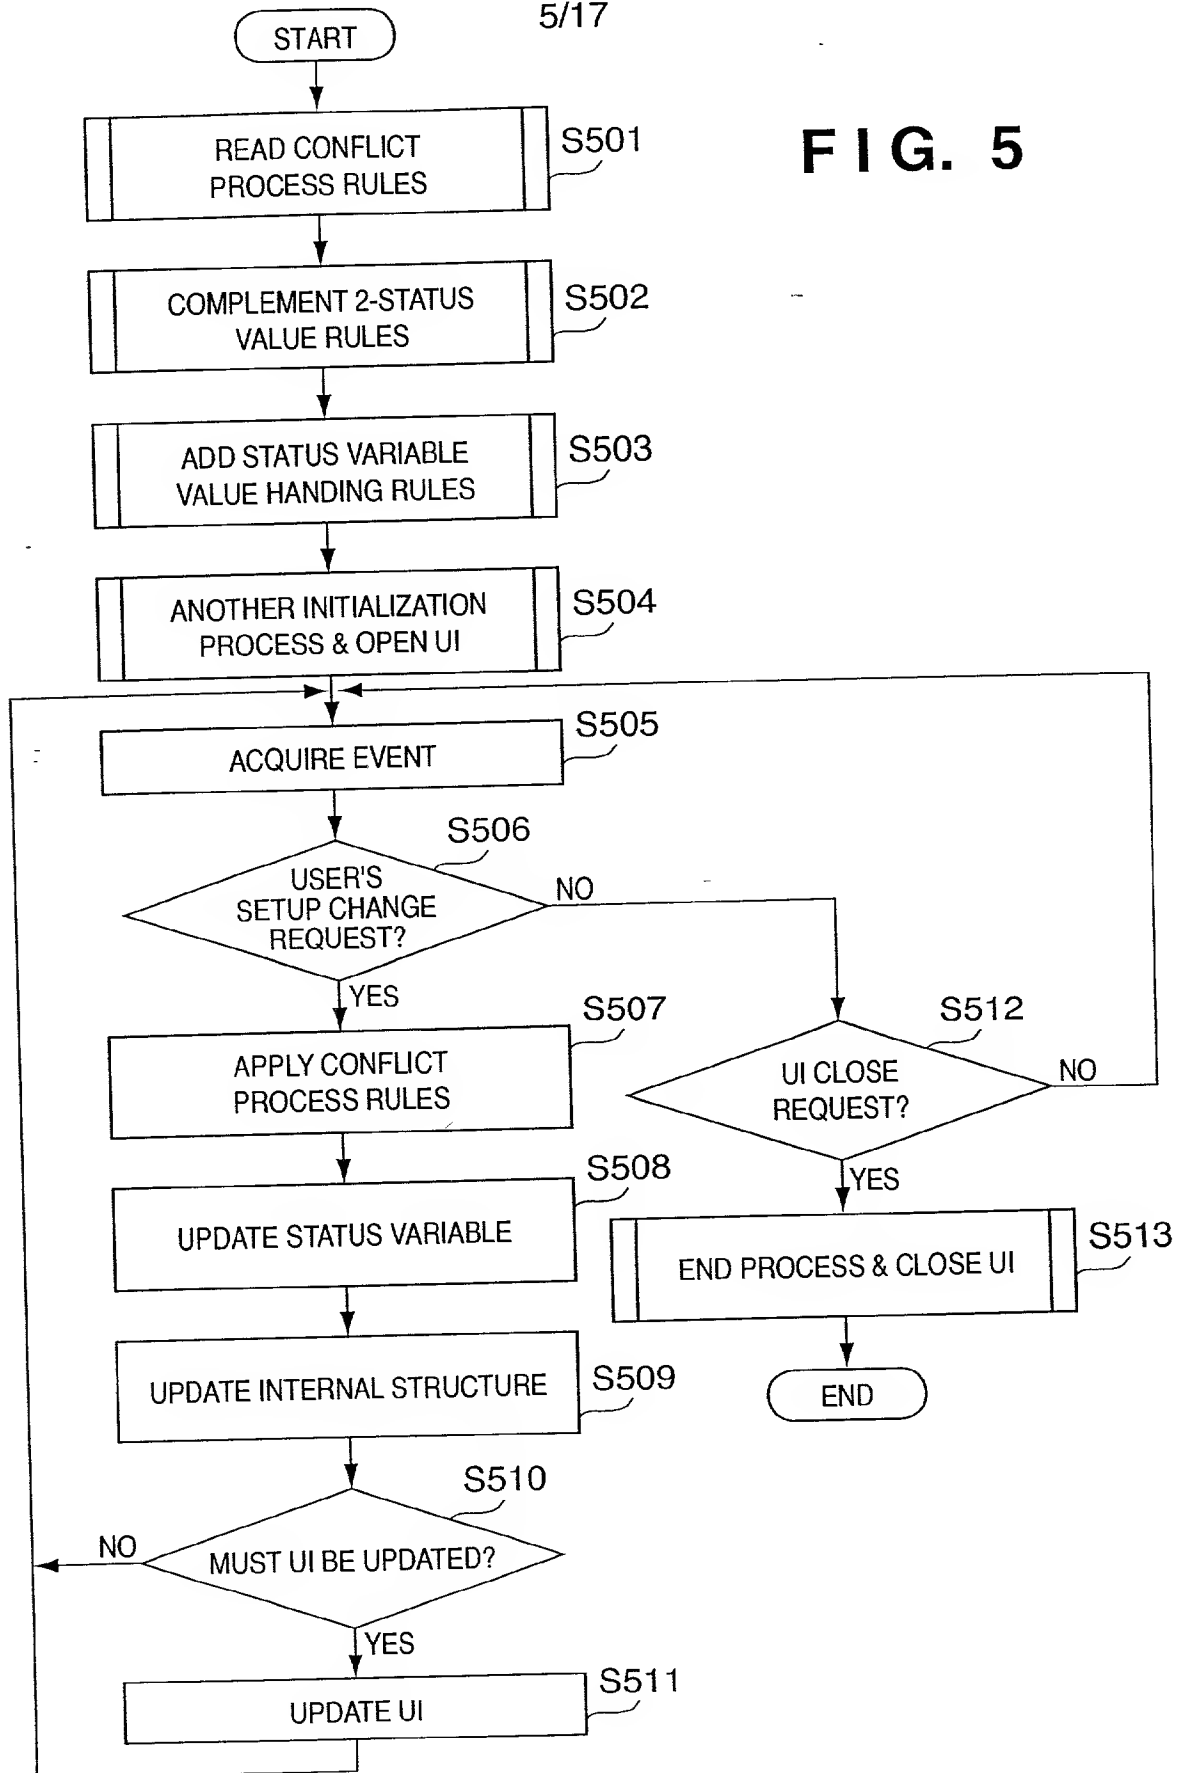 5/17
START
FIG. 5
READ CONFLICT
PROCESS RULES
S501
COMPLEMENT 2-STATUS
VALUE RULES
S502
ADD STATUS VARIABLE
VALUE HANDING RULES
S503
ANOTHER INITIALIZATION
PROCESS & OPEN UI
S504
ACQUIRE EVENT
S505
S506
USER'S
SETUP CHANGE
REQUEST?
NO
YES
S507
APPLY CONFLICT
PROCESS RULES
S512
UI CLOSE
REQUEST?
NO
YES
S508
UPDATE STATUS VARIABLE
S513
END PROCESS & CLOSE UI
S509
UPDATE INTERNAL STRUCTURE
END
S510
MUST UI BE UPDATED?
NO
YES
S511
UPDATE UI